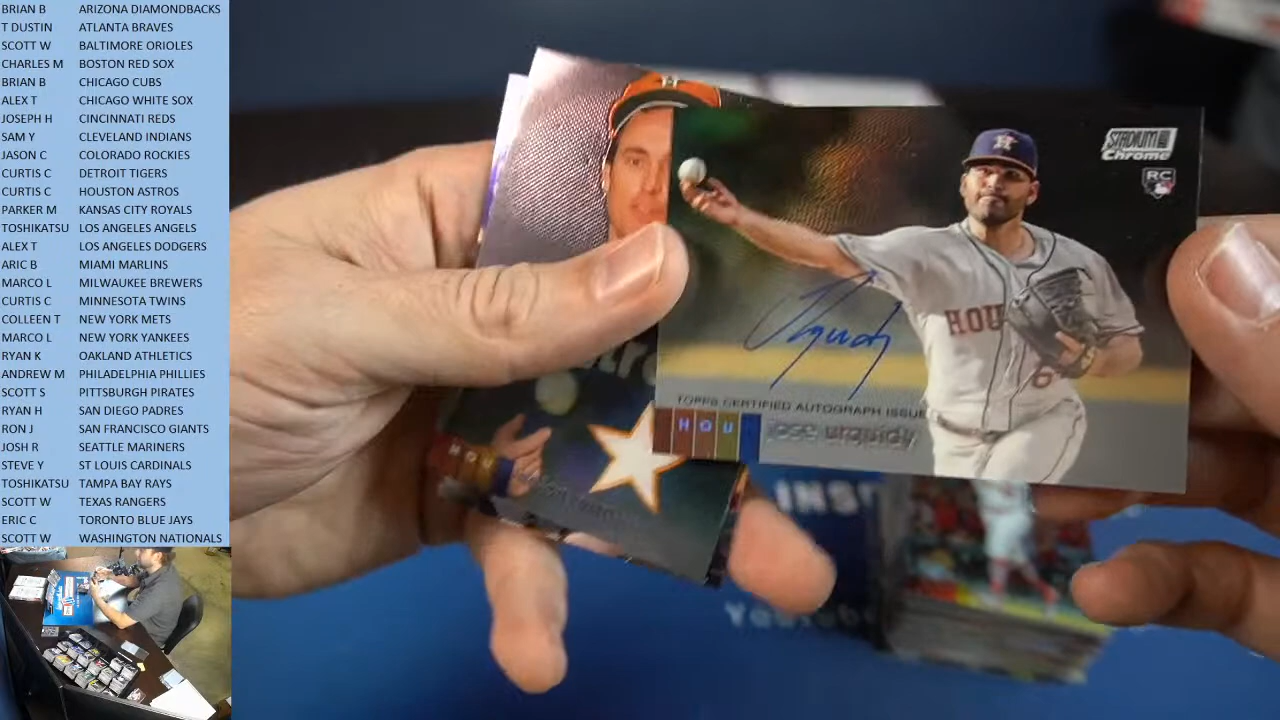 BRIAN B ARIZONA DIAMONDBACKS
T DUSTIN ATLANTA BRAVES
SCOTT W BALTIMORE ORIOLES
CHARLES M BOSTON RED SOX
BRIAN B CHICAGO CUBS
ALEX T CHICAGO WHITE SOX
JOSEPH H CINCINNATI REDS
SAM Y CLEVELAND INDIANS
JASON C COLORADO ROCKIES
CURTIS C DETROIT TIGERS
CURTIS C HOUSTON ASTROS
PARKER M KANSAS CITY ROYALS
TOSHIKATSU LOS ANGELES ANGELS
ALEX T LOS ANGELES DODGERS
ARIC B MIAMI MARLINS
MARCO L MILWAUKEE BREWERS
CURTIS C MINNESOTA TWINS
COLLEEN T NEW YORK METS
MARCO L NEW YORK YANKEES
RYAN K OAKLAND ATHLETICS
ANDREW M PHILADELPHIA PHILLIES
SCOTT S PITTSBURGH PIRATES
RYAN H SAN DIEGO PADRES
RON J SAN FRANCISCO GIANTS
JOSH R SEATTLE MARINERS
STEVE Y ST LOUIS CARDINALS
TOSHIKATSU TAMPA BAY RAYS
SCOTT W TEXAS RANGERS
ERIC C TORONTO BLUE JAYS
SCOTT W WASHINGTON NATIONALS
STADIUM
Chrome
RC
H
H
HOU
6
Urquidy
TOPPS CERTIFIED AUTOGRAPH ISSUE
HOU jose urquidy